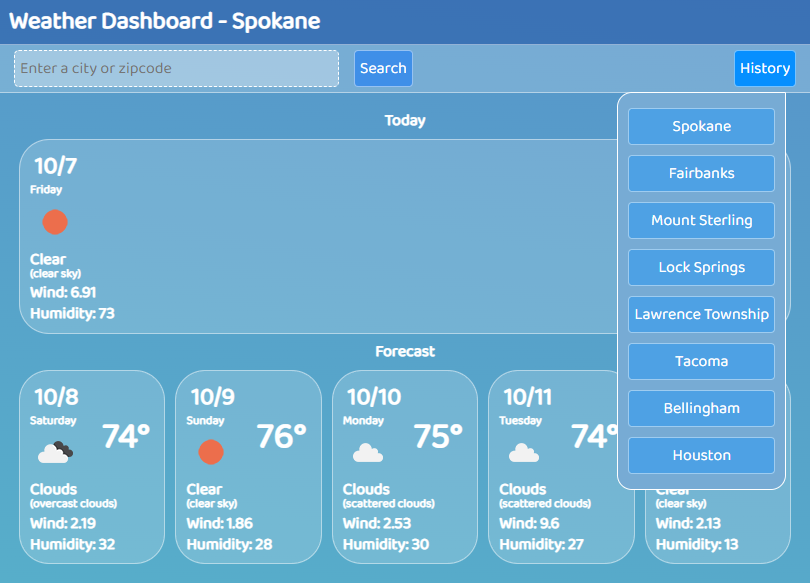 Weather Dashboard - Spokane
Enter a city or zipcode
Search
History
Spokane
Fairbanks
Mount Sterling
Lock Springs
Lawrence Township
Tacoma
Bellingham
Houston
Today
10/7
Friday
Clear
(clear sky)
Wind: 6.91
Humidity: 73
Forecast
10/8
Saturday
74°
Clouds
(overcast clouds)
Wind: 2.19
Humidity: 32
10/9
Sunday
76°
Clear
(clear sky)
Wind: 1.86
Humidity: 28
10/10
Monday
75°
Clouds
(scattered clouds)
Wind: 2.53
Humidity: 30
10/11
Tuesday
74°
Clouds
(scattered clouds)
Wind: 9.6
Humidity: 27
Clear
(clear sky)
Wind: 2.13
Humidity: 13